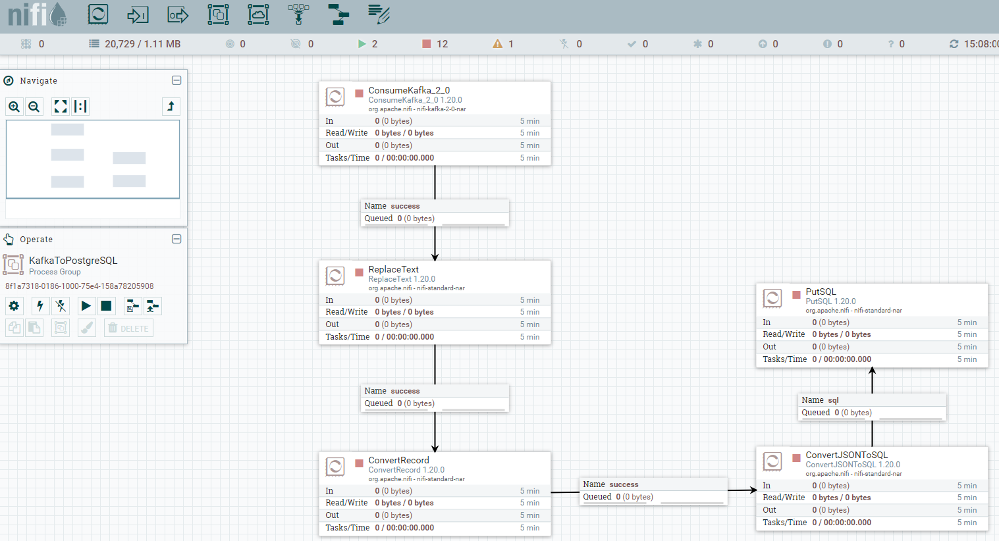 nifi
0 20,729 / 1.11 MB 0 0 2 12 1 0 0 0 0 0 ? 0 15:08:00
Navigate
Operate
KafkaToPostgreSQL
Process Group
8f1a7318-0186-1000-75e4-158a78205908
DELETE
ConsumeKafka_2_0
ConsumeKafka_2_0 1.20.0
org.apache.nifi - nifi-kafka-2-0-nar
In 0 (0 bytes) 5 min
Read/Write 0 bytes / 0 bytes 5 min
Out 0 (0 bytes) 5 min
Tasks/Time 0 / 00:00:00.000 5 min
Name success
Queued 0 (0 bytes)
ReplaceText
ReplaceText 1.20.0
org.apache.nifi - nifi-standard-nar
In 0 (0 bytes) 5 min
Read/Write 0 bytes / 0 bytes 5 min
Out 0 (0 bytes) 5 min
Tasks/Time 0 / 00:00:00.000 5 min
Name success
Queued 0 (0 bytes)
ConvertRecord
ConvertRecord 1.20.0
org.apache.nifi - nifi-standard-nar
In 0 (0 bytes) 5 min
Read/Write 0 bytes / 0 bytes 5 min
Out 0 (0 bytes) 5 min
Tasks/Time 0 / 00:00:00.000 5 min
Name success
Queued 0 (0 bytes)
PutSQL
PutSQL 1.20.0
org.apache.nifi - nifi-standard-nar
In 0 (0 bytes) 5 min
Read/Write 0 bytes / 0 bytes 5 min
Out 0 (0 bytes) 5 min
Tasks/Time 0 / 00:00:00.000 5 min
Name sql
Queued 0 (0 bytes)
ConvertJSONToSQL
ConvertJSONToSQL 1.20.0
org.apache.nifi - nifi-standard-nar
In 0 (0 bytes) 5 min
Read/Write 0 bytes / 0 bytes 5 min
Out 0 (0 bytes) 5 min
Tasks/Time 0 / 00:00:00.000 5 min